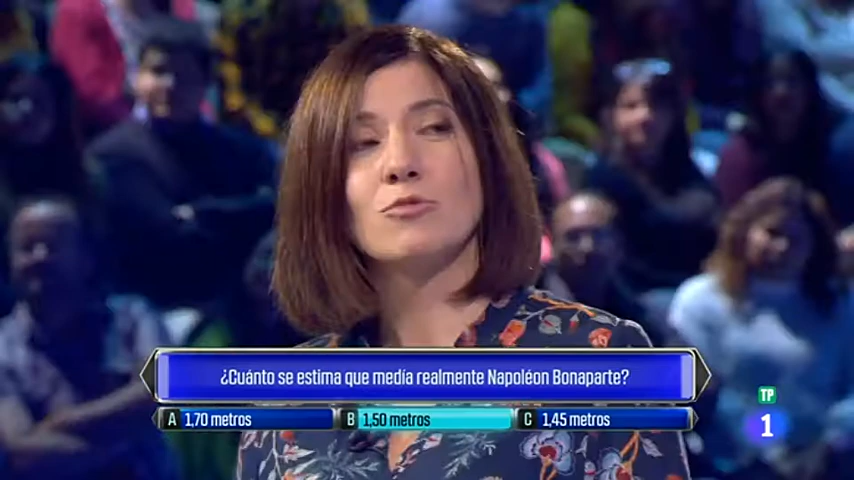 ¿Cuánto se estima que medía realmente Napoléon Bonaparte?
A 1,70 metros
B 1,50 metros
C 1,45 metros
TP
1